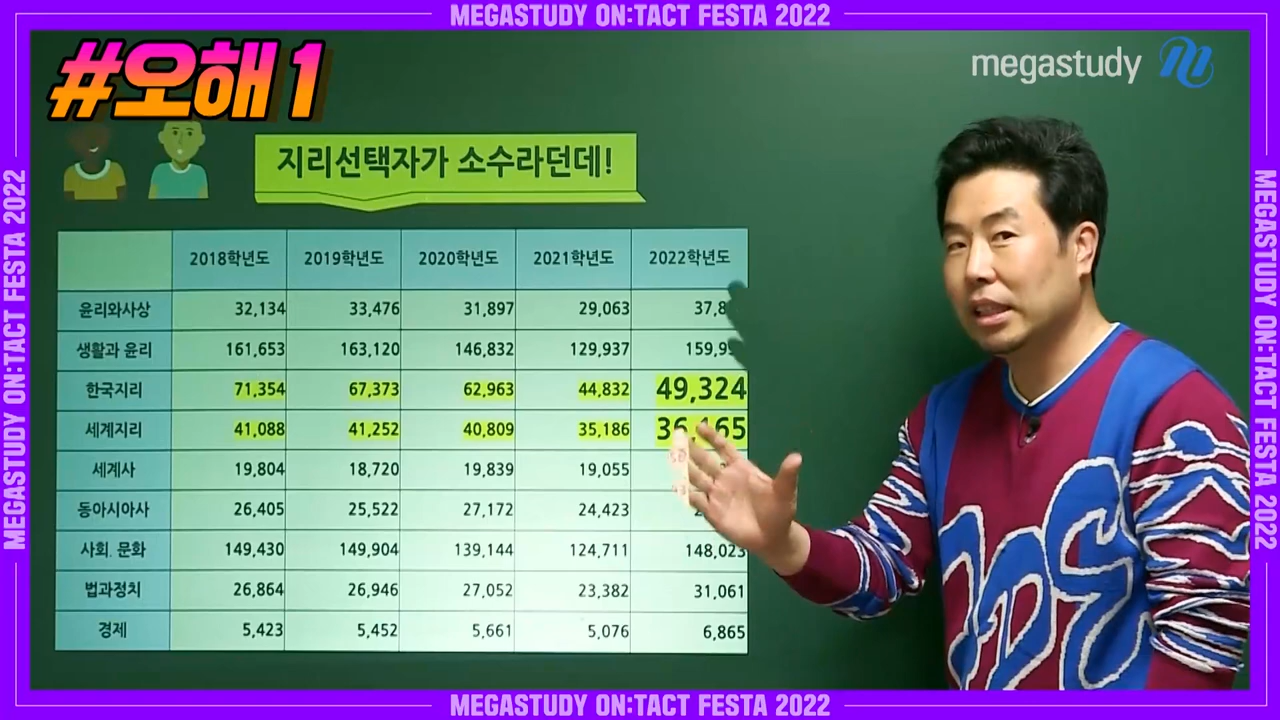 MEGASTUDY ON:TACT FESTA 2022
#오해1
megastudy
지리선택자가 소수라던데!
2018학년도 2019학년도 2020학년도 2021학년도 2022학년도
윤리와사상 32,134 33,476 31,897 29,063
생활과 윤리 161,653 163,120 146,832 129,937
한국지리 71,354 67,373 62,963 44,832 49,324
세계지리 41,088 41,252 40,809 35,186
세계사 19,804 18,720 19,839 19,055
동아시아사 26,405 25,522 27,172 24,423
사회. 문화 149,430 149,904 139,144 124,711 148,023
법과정치 26,864 26,946 27,052 23,382 31,061
경제 5,423 5,452 5,661 5,076 6,865
MEGASTUDY ON:TACT FESTA 2022
MEGASTUDY ON:TACT FESTA 2022
MEGASTUDY ON:TACT FESTA 2022